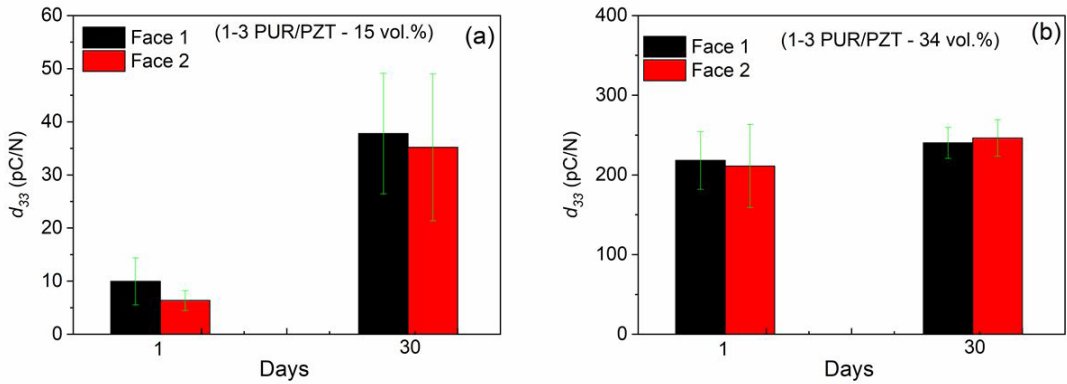 (1-3 PUR/PZT - 15 vol.%)
(a)
Face 1
Face 2
60
50
40
30
20
10
0
d33 (pC/N)
1
30
Days
(1-3 PUR/PZT - 34 vol.%)
(b)
Face 1
Face 2
400
300
200
100
0
d33 (pC/N)
1
30
Days